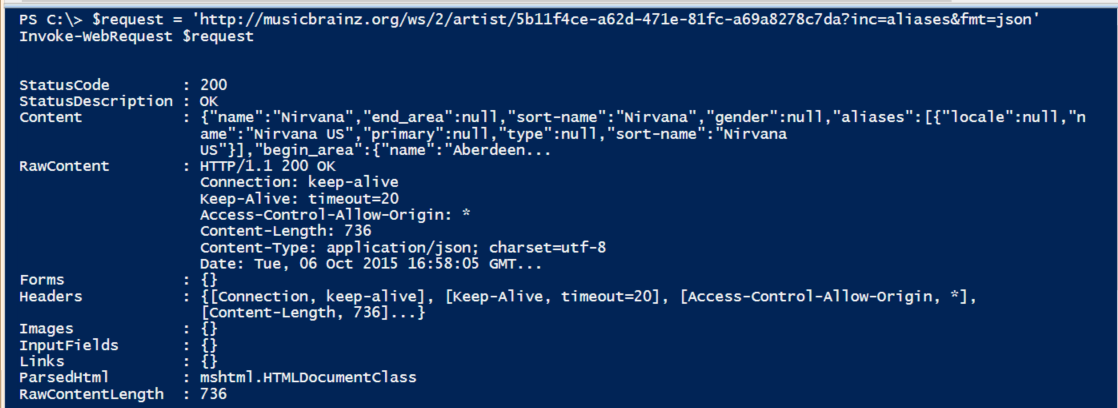 PS C:\> $request = 'http://musicbrainz.org/ws/2/artist/5b11f4ce-a62d-471e-81fc-a69a8278c7da?inc=aliases&fmt=json'
Invoke-WebRequest $request
StatusCode        : 200
StatusDescription : OK
Content           : {"name":"Nirvana","end_area":null,"sort-name":"Nirvana","gender":null,"aliases":[{"locale":null,"n
                    ame":"Nirvana US","primary":null,"type":null,"sort-name":"Nirvana
                    US"}],"begin_area":{"name":"Aberdeen...
RawContent        : HTTP/1.1 200 OK
                    Connection: keep-alive
                    Keep-Alive: timeout=20
                    Access-Control-Allow-Origin: *
                    Content-Length: 736
                    Content-Type: application/json; charset=utf-8
                    Date: Tue, 06 Oct 2015 16:58:05 GMT...
Forms             : {}
Headers           : {[Connection, keep-alive], [Keep-Alive, timeout=20], [Access-Control-Allow-Origin, *],
                    [Content-Length, 736]...}
Images            : {}
InputFields       : {}
Links             : {}
ParsedHtml        : mshtml.HTMLDocumentClass
RawContentLength  : 736